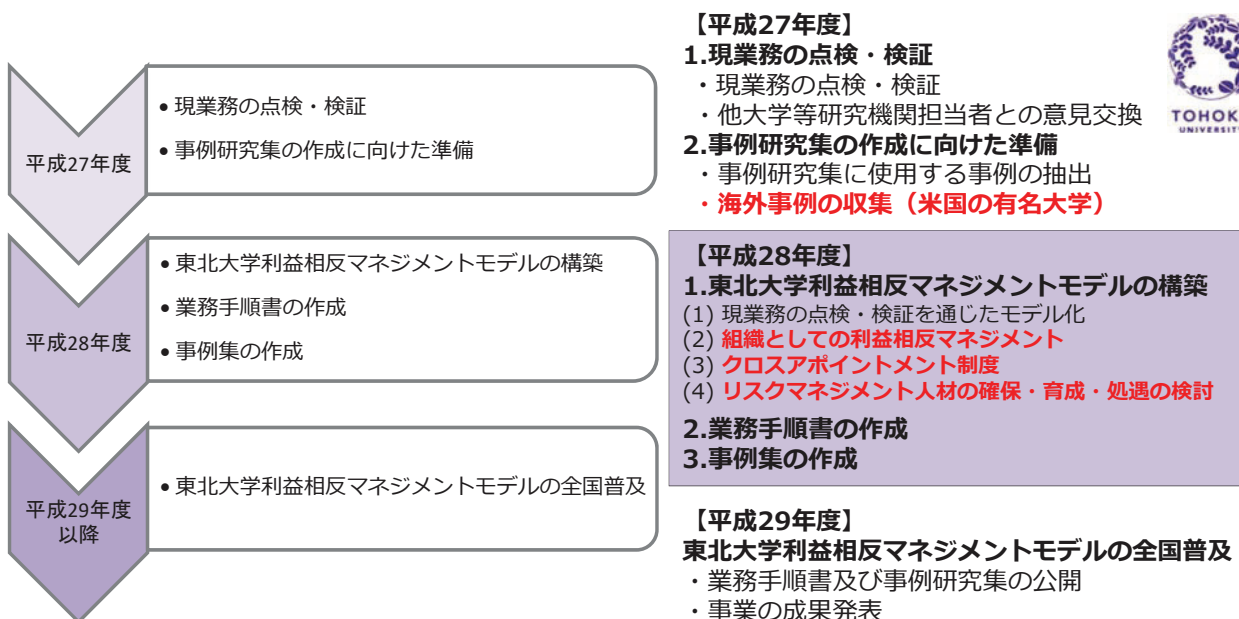 平成27年度
• 現業務の点検・検証
• 事例研究集の作成に向けた準備
平成28年度
• 東北大学利益相反マネジメントモデルの構築
• 業務手順書の作成
• 事例集の作成
平成29年度
以降
• 東北大学利益相反マネジメントモデルの全国普及
【平成27年度】
1.現業務の点検・検証
・現業務の点検・検証
・他大学等研究機関担当者との意見交換
2.事例研究集の作成に向けた準備
・事例研究集に使用する事例の抽出
・海外事例の収集（米国の有名大学）
【平成28年度】
1.東北大学利益相反マネジメントモデルの構築
(1) 現業務の点検・検証を通じたモデル化
(2) 組織としての利益相反マネジメント
(3) クロスアポイントメント制度
(4) リスクマネジメント人材の確保・育成・処遇の検討
2.業務手順書の作成
3.事例集の作成
【平成29年度】
東北大学利益相反マネジメントモデルの全国普及
・業務手順書及び事例研究集の公開
・事業の成果発表
TOHOK
UNIVERSIT